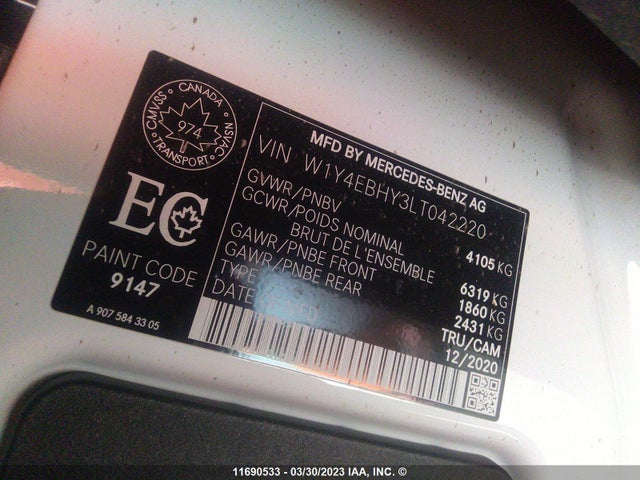 CMVSS CANADA NSVAC
974
TRANSPORT
EC
PAINT CODE
9147
A 907 584 33 05
MFD BY MERCEDES-BENZ AG
VIN W1Y4EBHY3LT042220
GVWR/PNBV 4105 KG
GCWR/POIDS NOMINAL
BRUT DE L'ENSEMBLE 6319 KG
GAWR/PNBE FRONT 1860 KG
GAWR/PNBE REAR 2431 KG
TYPE TRU/CAM
DATE 12/2020
11690533 - 03/30/2023 IAA, INC. ©